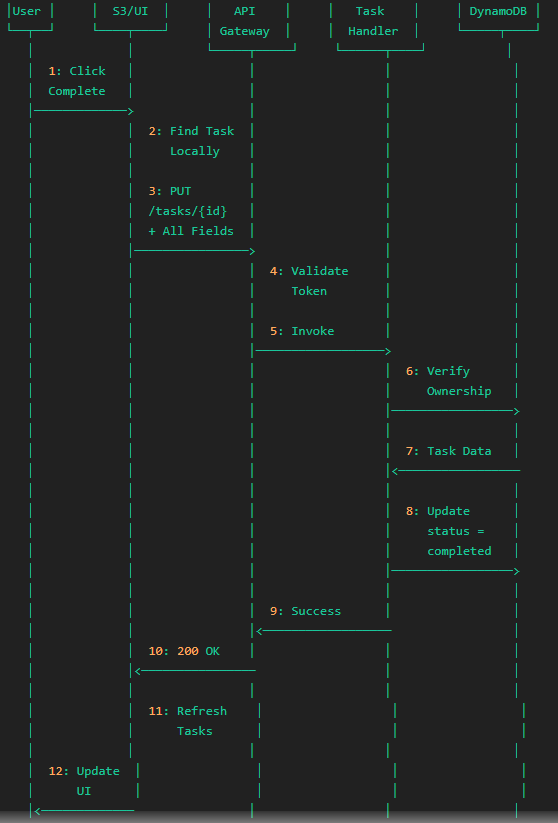 User S3/UI API Task DynamoDB
Gateway Handler
1: Click
Complete
2: Find Task
Locally
3: PUT
/tasks/{id}
+ All Fields
4: Validate
Token
5: Invoke
6: Verify
Ownership
7: Task Data
8: Update
status =
completed
9: Success
10: 200 OK
11: Refresh
Tasks
12: Update
UI